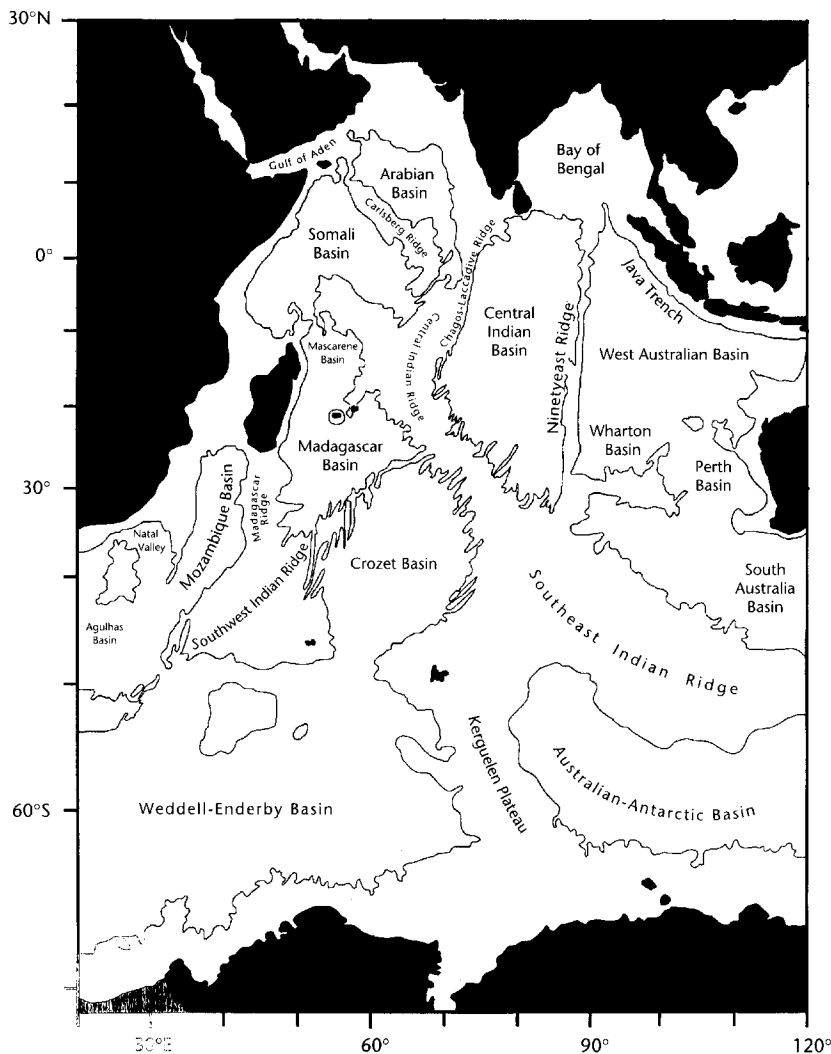 30°N
Gulf of Aden
Arabian
Basin
Bay of
Bengal
Carlsberg Ridge
Somali
Basin
0°
Chagos-Laccadive Ridge
Java Trench
Central
Indian
Basin
Central Indian Ridge
Mascarene
Basin
Ninetyeast Ridge
West Australian Basin
Madagascar
Basin
Wharton
Basin
Perth
Basin
30°
Mozambique Basin
Madagascar
Ridge
Natal
Valley
Southwest Indian Ridge
Crozet Basin
South
Australia
Basin
Agulhas
Basin
Southeast Indian Ridge
Kerguelen Plateau
Australian-Antarctic Basin
60°S
Weddell-Enderby Basin
30°E
60°
90°
120°